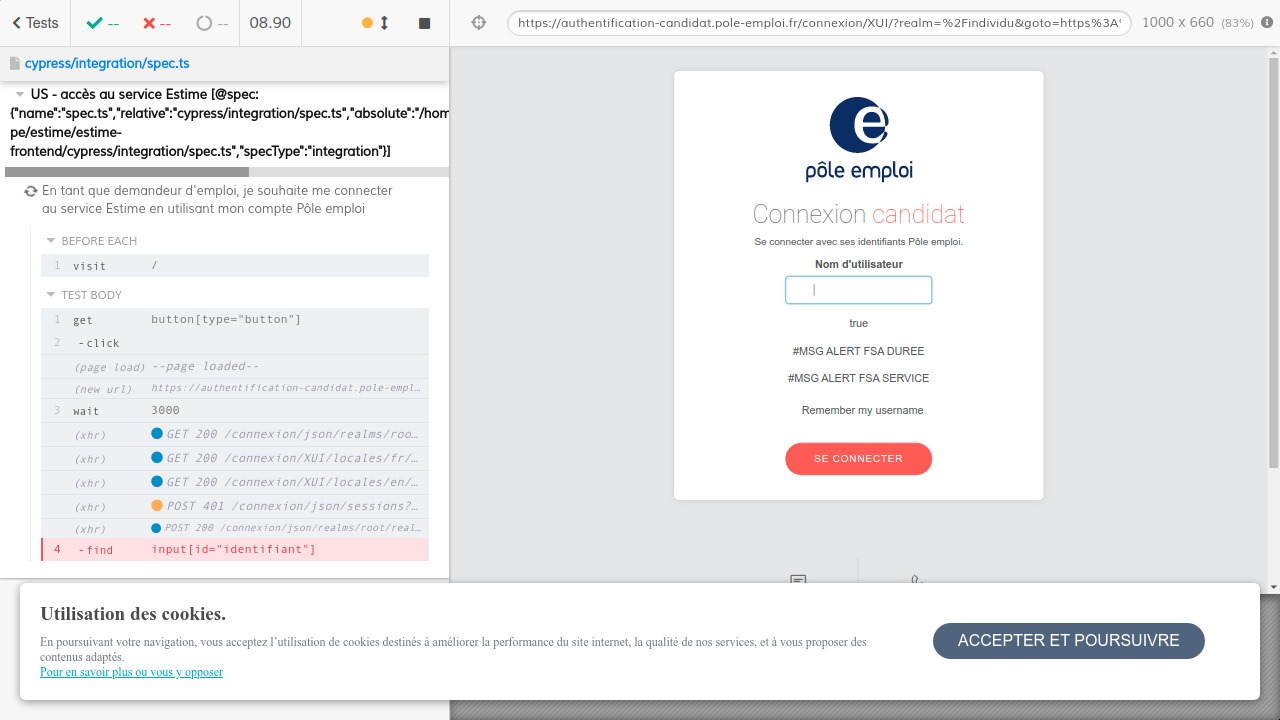 Tests -- -- -- 08.90
https://authentification-candidat.pole-emploi.fr/connexion/XUI/?realm=%2Findividu&goto=https%3A%
1000 x 660 (83%)
cypress/integration/spec.ts
US - accès au service Estime [@spec:
{"name":"spec.ts","relative":"cypress/integration/spec.ts","absolute":"/hom
pe/estime/estime-
frontend/cypress/integration/spec.ts","specType":"integration"}]
En tant que demandeur d'emploi, je souhaite me connecter
au service Estime en utilisant mon compte Pôle emploi
BEFORE EACH
1 visit /
TEST BODY
1 get button[type="button"]
2 -click
(page load) --page loaded--
(new url) https://authentification-candidat.pole-empl…
3 wait 3000
(xhr) GET 200 /connexion/json/realms/roo…
(xhr) GET 200 /connexion/XUI/locales/fr/…
(xhr) GET 200 /connexion/XUI/locales/en/…
(xhr) POST 401 /connexion/json/sessions?…
(xhr) POST 200 /connexion/json/realms/root/real…
4 -find input[id="identifiant"]
pôle emploi
Connexion candidat
Se connecter avec ses identifiants Pôle emploi.
Nom d'utilisateur
true
#MSG ALERT FSA DUREE
#MSG ALERT FSA SERVICE
Remember my username
SE CONNECTER
Utilisation des cookies.
En poursuivant votre navigation, vous acceptez l'utilisation de cookies destinés à améliorer la performance du site internet, la qualité de nos services, et à vous proposer des
contenus adaptés.
Pour en savoir plus ou vous y opposer
ACCEPTER ET POURSUIVRE